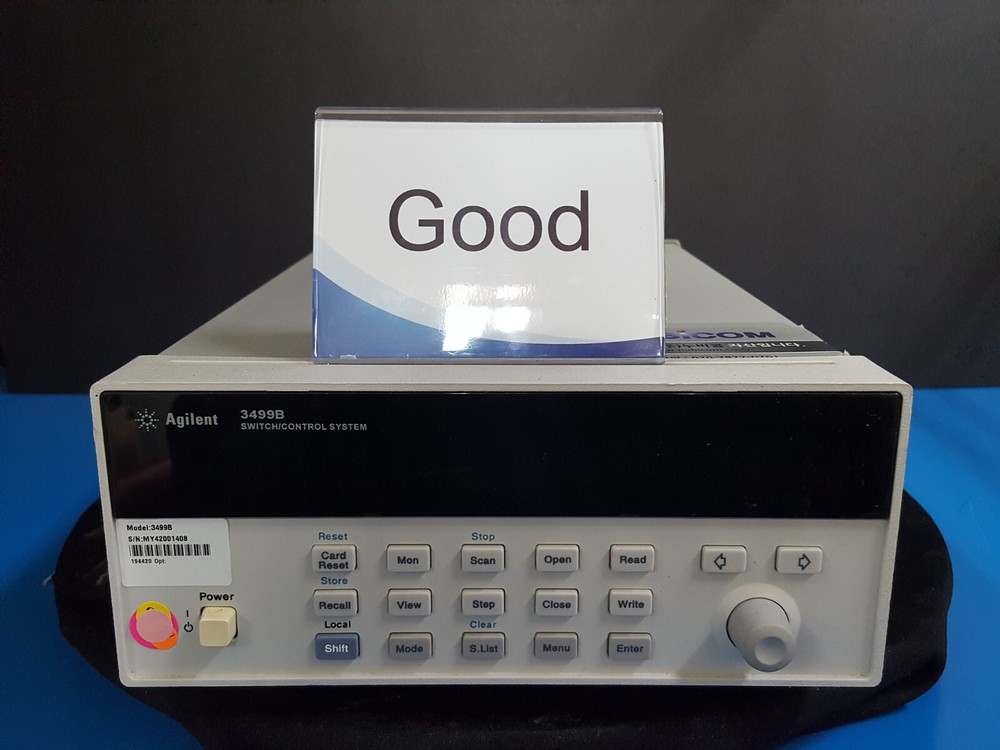 Good
SiCOM
Agilent
3499B
SWITCH/CONTROL SYSTEM
Model:3499B
S/N:MY42001408
194420 Opt:
Power
Reset
Card Reset
Mon
Stop
Scan
Open
Read
Store
Recall
View
Step
Close
Write
Local
Shift
Mode
Clear
S.List
Menu
Enter